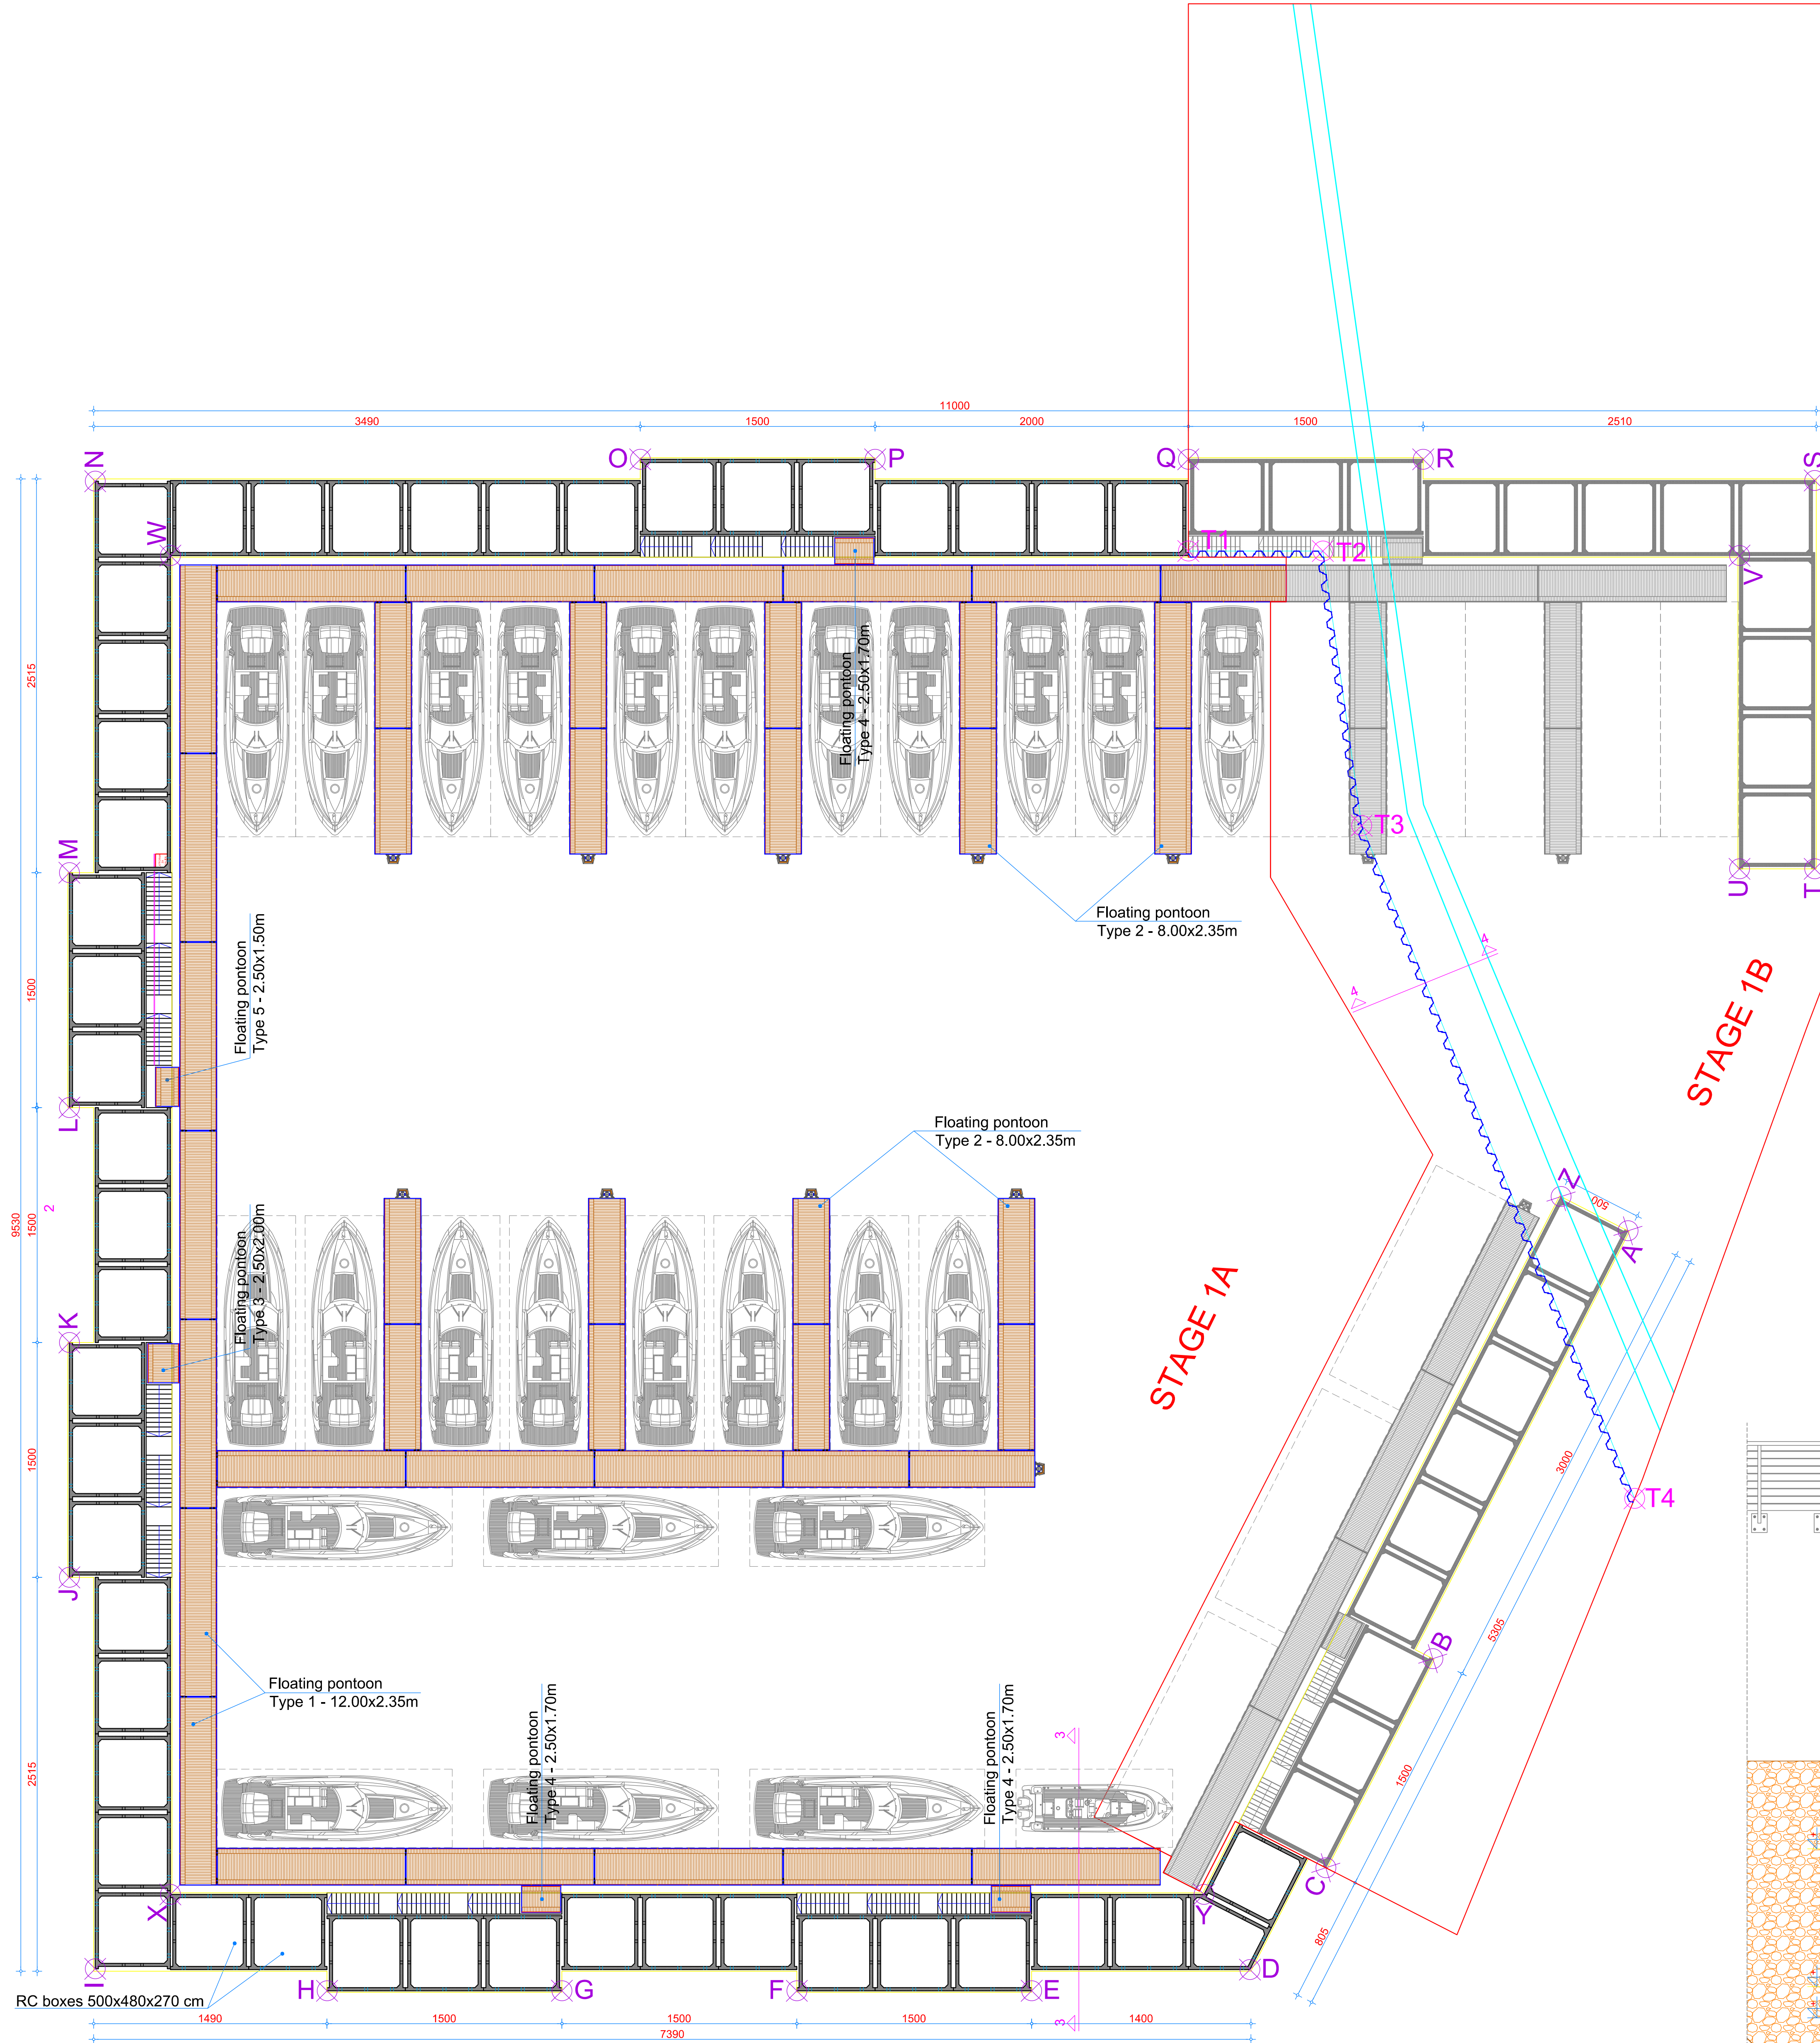 11000
3490
1500
2000
1500
2510
N
O
P
Q
R
S
W
T1
T2
V
2515
Floating pontoon
Type 4 - 2.50x1.70m
T3
M
U
T
Floating pontoon
Type 2 - 8.00x2.35m
Floating pontoon
Type 5 - 2.50x1.50m
4
4
1500
STAGE 1B
L
Floating pontoon
Type 2 - 8.00x2.35m
Z
500
A
9530
1500
2
Floating pontoon
Type 3 - 2.50x2.00m
K
STAGE 1A
1500
3000
T4
J
5305
B
Floating pontoon
Type 1 - 12.00x2.35m
Floating pontoon
Type 4 - 2.50x1.70m
Floating pontoon
Type 4 - 2.50x1.70m
3
2515
1500
C
X
Y
805
I
D
H
G
F
E
RC boxes 500x480x270 cm
1490
1500
1500
1400
3
7390